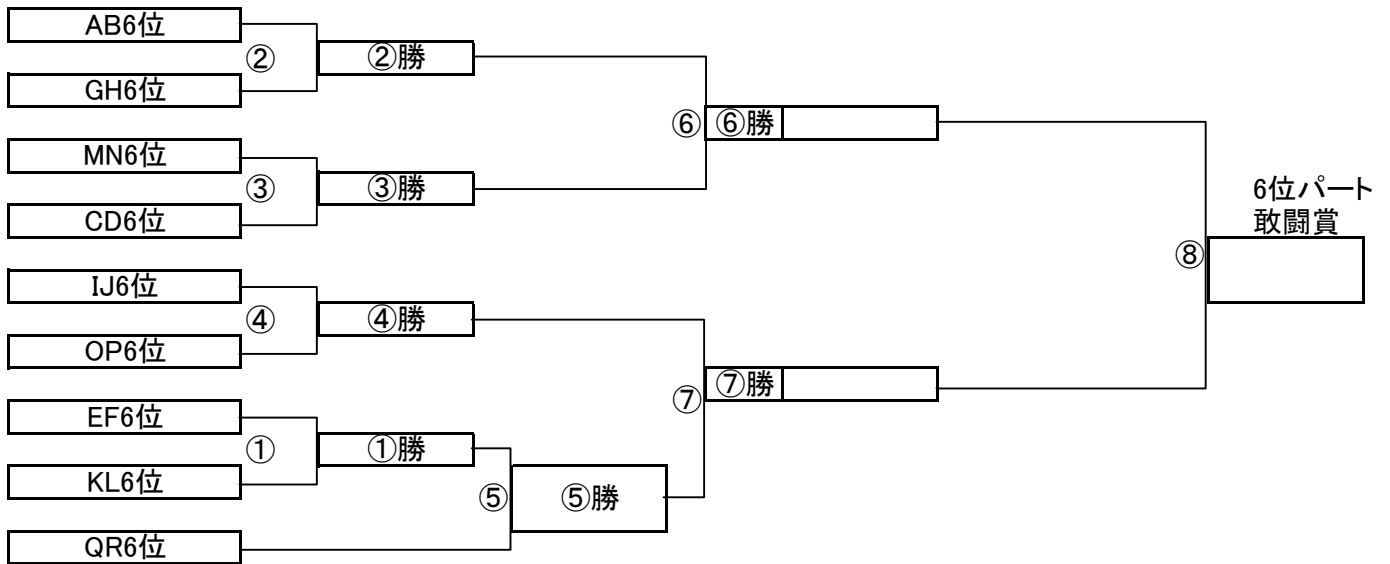 AB6位
②
②勝
GH6位
⑥
⑥勝
MN6位
③
③勝
CD6位
6位パート
敢闘賞
⑧
IJ6位
④
④勝
OP6位
⑦
⑦勝
EF6位
①
①勝
KL6位
⑤
⑤勝
QR6位